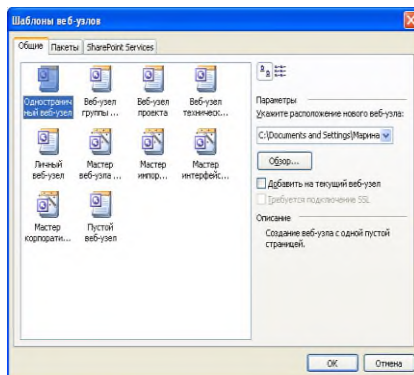 Шаблоны веб-узлов
Общие Пакеты SharePoint Services
Одностранич
ный веб-узел
Веб-узел
группы ...
Веб-узел
проекта
Веб-узел
техническ...
Личный
веб-узел
Мастер
веб-узла ...
Мастер
импор...
Мастер
интерфейс...
Мастер
корпорати...
Пустой
веб-узел
Параметры
Укажите расположение нового веб-узла:
C:\Documents and Settings\Марина
Обзор...
Добавить на текущий веб-узел
Требуется подключение SSL
Описание
Создание веб-узла с одной пустой
страницей.
ОК Отмена